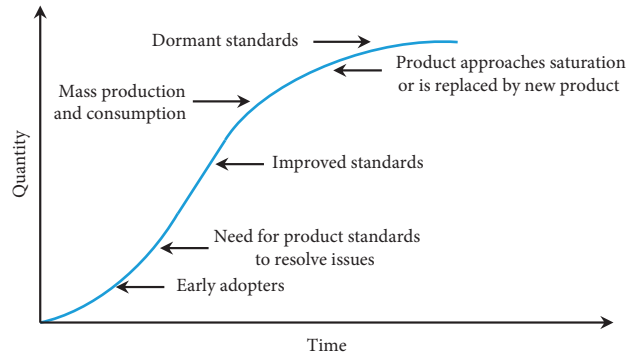 Dormant standards
Product approaches saturation
or is replaced by new product
Mass production
and consumption
Improved standards
Need for product standards
to resolve issues
Early adopters
Quantity
Time